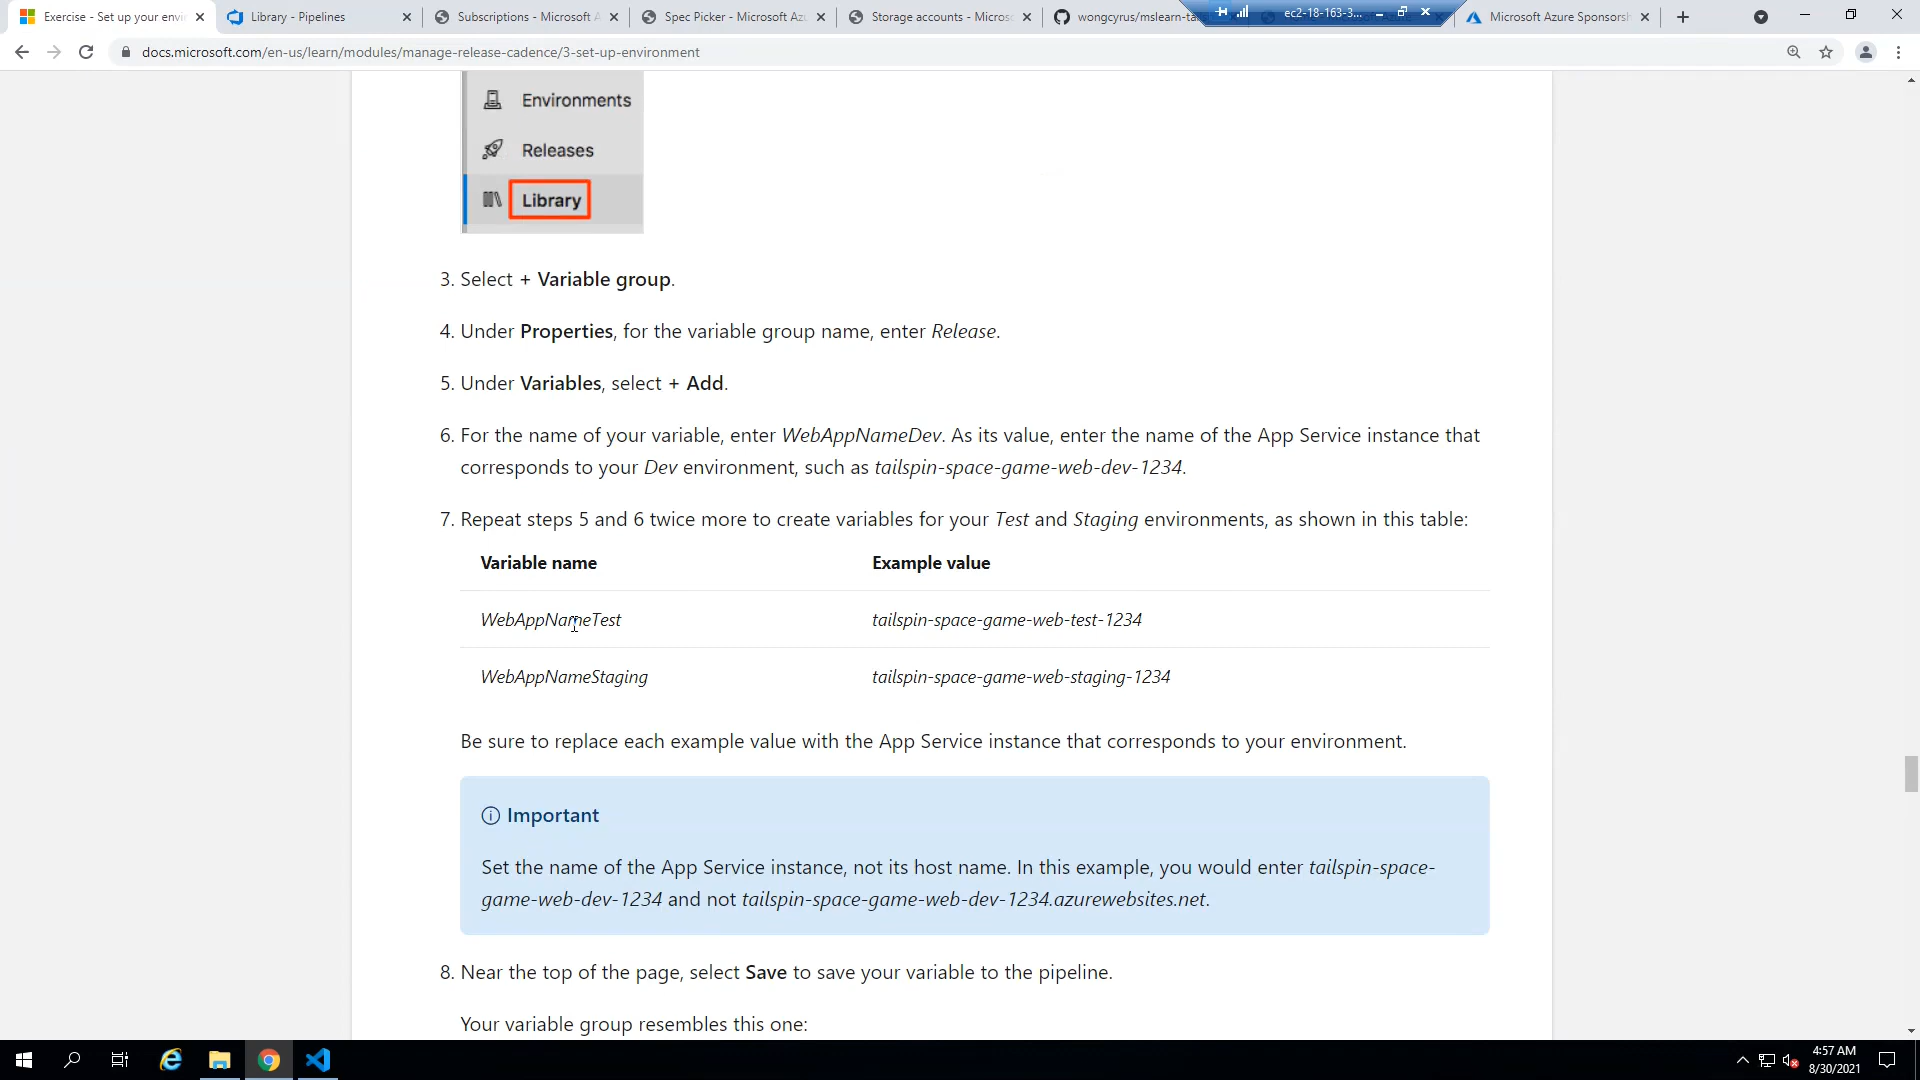 Exercise - Set up your envir
Library - Pipelines
Subscriptions - Microsoft A
Spec Picker - Microsoft Azu
Storage accounts - Micros
wongcyrus/mslearn-tails
ec2-18-163-3...
Microsoft Azure Sponsorsh
docs.microsoft.com/en-us/learn/modules/manage-release-cadence/3-set-up-environment
Environments
Releases
Library
3. Select + Variable group.
4. Under Properties, for the variable group name, enter Release.
5. Under Variables, select + Add.
6. For the name of your variable, enter WebAppNameDev. As its value, enter the name of the App Service instance that
corresponds to your Dev environment, such as tailspin-space-game-web-dev-1234.
7. Repeat steps 5 and 6 twice more to create variables for your Test and Staging environments, as shown in this table:
Variable name Example value
WebAppNameTest tailspin-space-game-web-test-1234
WebAppNameStaging tailspin-space-game-web-staging-1234
Be sure to replace each example value with the App Service instance that corresponds to your environment.
Important
Set the name of the App Service instance, not its host name. In this example, you would enter tailspin-space-
game-web-dev-1234 and not tailspin-space-game-web-dev-1234.azurewebsites.net.
8. Near the top of the page, select Save to save your variable to the pipeline.
Your variable group resembles this one:
4:57 AM
8/30/2021